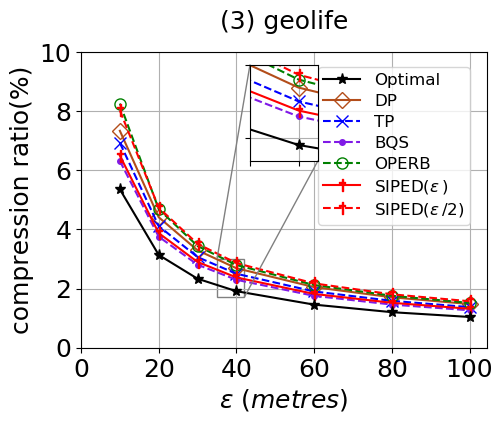 (3) geolife
compression ratio(%)
10
8
6
4
2
0
Optimal
DP
TP
BQS
OPERB
SIPED(ε )
SIPED(ε /2)
0 20 40 60 80 100
ε (metres)